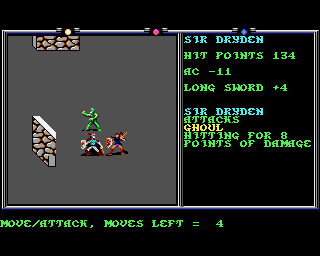 SIR DRYDEN
HIT POINTS 134
AC -11
LONG SWORD +4
SIR DRYDEN
ATTACKS
GHOUL
HITTING FOR 8
POINTS OF DAMAGE
MOVE/ATTACK, MOVES LEFT = 4